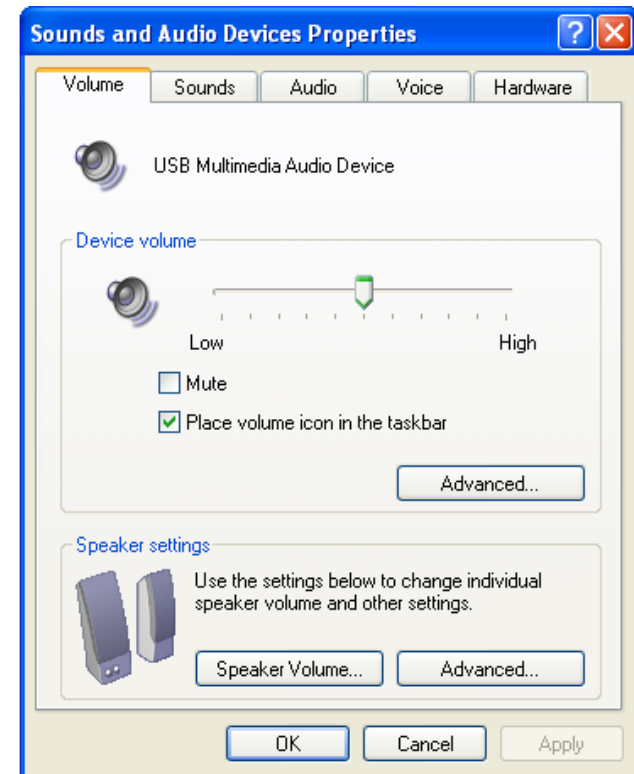 Sounds and Audio Devices Properties
Volume Sounds Audio Voice Hardware
USB Multimedia Audio Device
Device volume
Low High
Mute
Place volume icon in the taskbar
Advanced...
Speaker settings
Use the settings below to change individual
speaker volume and other settings.
Speaker Volume... Advanced...
OK Cancel Apply